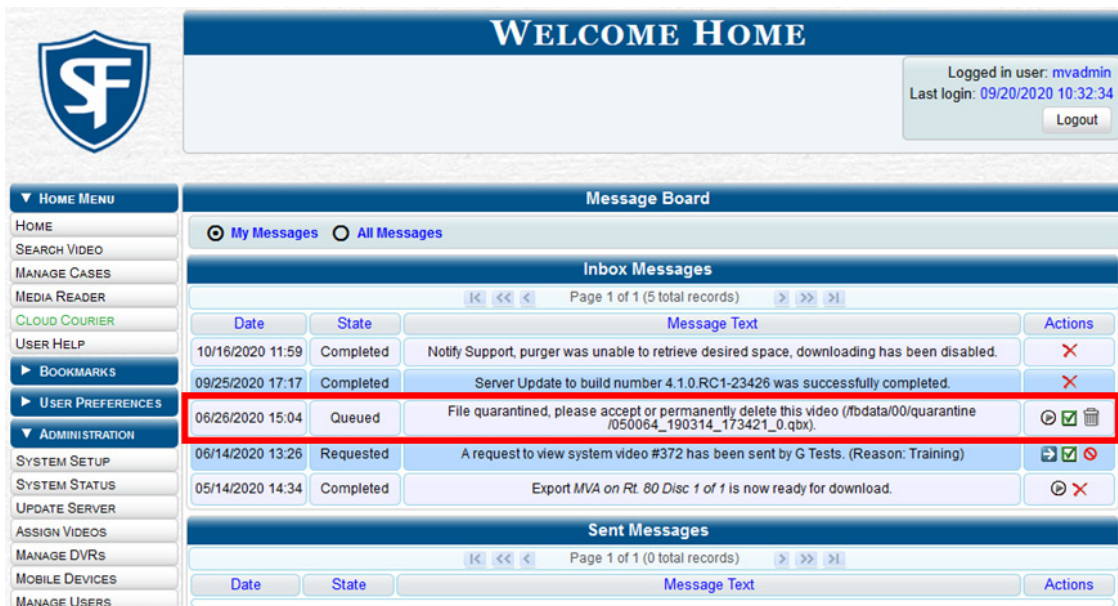 WELCOME HOME
SF
Logged in user: mvadmin
Last login: 09/20/2020 10:32:34
Logout
▼ HOME MENU
HOME
SEARCH VIDEO
MANAGE CASES
MEDIA READER
CLOUD COURIER
USER HELP
▶ BOOKMARKS
▶ USER PREFERENCES
▼ ADMINISTRATION
SYSTEM SETUP
SYSTEM STATUS
UPDATE SERVER
ASSIGN VIDEOS
MANAGE DVRS
MOBILE DEVICES
MANAGE USERS
Message Board
My Messages All Messages
Inbox Messages
|< << < Page 1 of 1 (5 total records) > >> >|
Date State Message Text Actions
10/16/2020 11:59 Completed Notify Support, purger was unable to retrieve desired space, downloading has been disabled.
09/25/2020 17:17 Completed Server Update to build number 4.1.0.RC1-23426 was successfully completed.
06/26/2020 15:04 Queued File quarantined, please accept or permanently delete this video (/fbdata/00/quarantine
/050064_190314_173421_0.qbx).
06/14/2020 13:26 Requested A request to view system video #372 has been sent by G Tests. (Reason: Training)
05/14/2020 14:34 Completed Export MVA on Rt. 80 Disc 1 of 1 is now ready for download.
Sent Messages
|< << < Page 1 of 1 (0 total records) > >> >|
Date State Message Text Actions